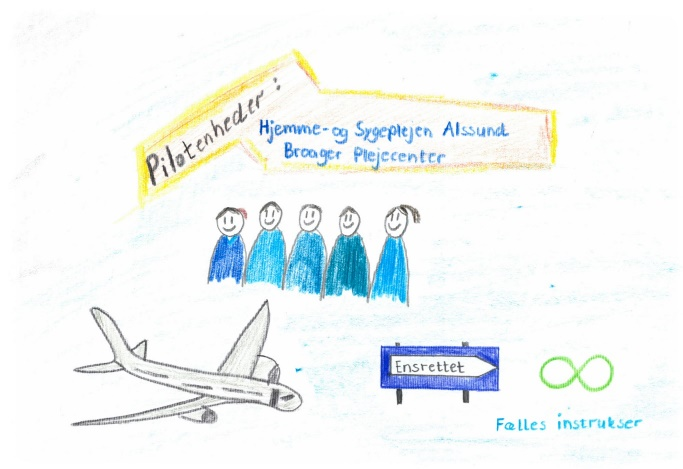 Pilotenheder:
Hjemme- og Sygeplejen Alssund
Broager Plejecenter
Ensrettet
Fælles instrukser